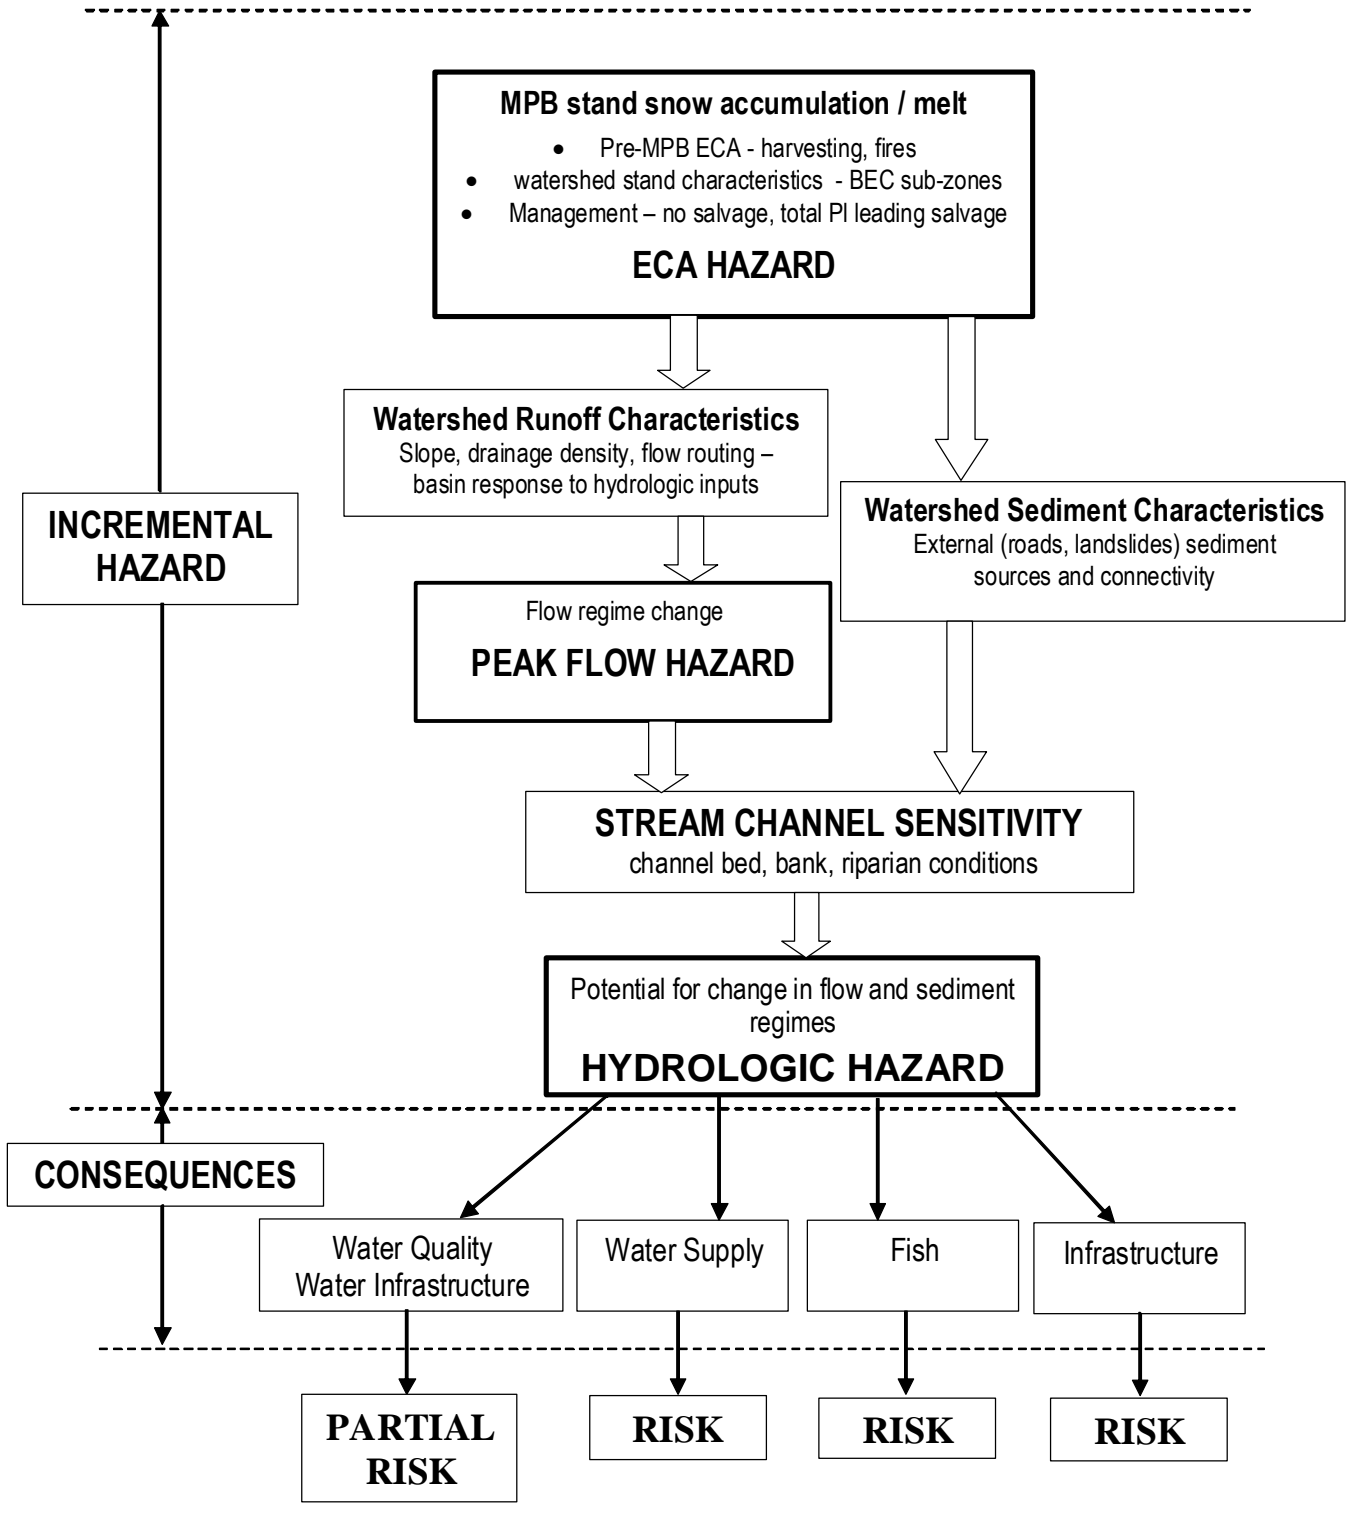 MPB stand snow accumulation / melt
• Pre-MPB ECA - harvesting, fires
• watershed stand characteristics - BEC sub-zones
• Management – no salvage, total Pl leading salvage
ECA HAZARD
Watershed Runoff Characteristics
Slope, drainage density, flow routing –
basin response to hydrologic inputs
Watershed Sediment Characteristics
External (roads, landslides) sediment
sources and connectivity
INCREMENTAL
HAZARD
Flow regime change
PEAK FLOW HAZARD
STREAM CHANNEL SENSITIVITY
channel bed, bank, riparian conditions
Potential for change in flow and sediment
regimes
HYDROLOGIC HAZARD
CONSEQUENCES
Water Quality
Water Infrastructure
Water Supply
Fish
Infrastructure
PARTIAL
RISK
RISK
RISK
RISK